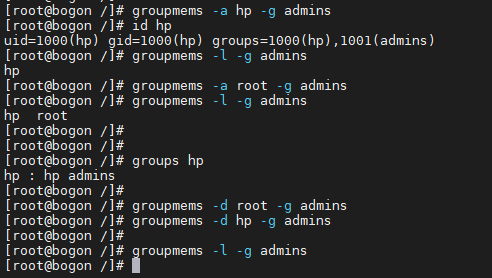 [root@bogon /]# groupmems -a hp -g admins
[root@bogon /]# id hp
uid=1000(hp) gid=1000(hp) groups=1000(hp),1001(admins)
[root@bogon /]# groupmems -l -g admins
hp
[root@bogon /]# groupmems -a root -g admins
[root@bogon /]# groupmems -l -g admins
hp  root
[root@bogon /]#
[root@bogon /]#
[root@bogon /]# groups hp
hp : hp admins
[root@bogon /]#
[root@bogon /]# groupmems -d root -g admins
[root@bogon /]# groupmems -d hp -g admins
[root@bogon /]#
[root@bogon /]# groupmems -l -g admins
[root@bogon /]#